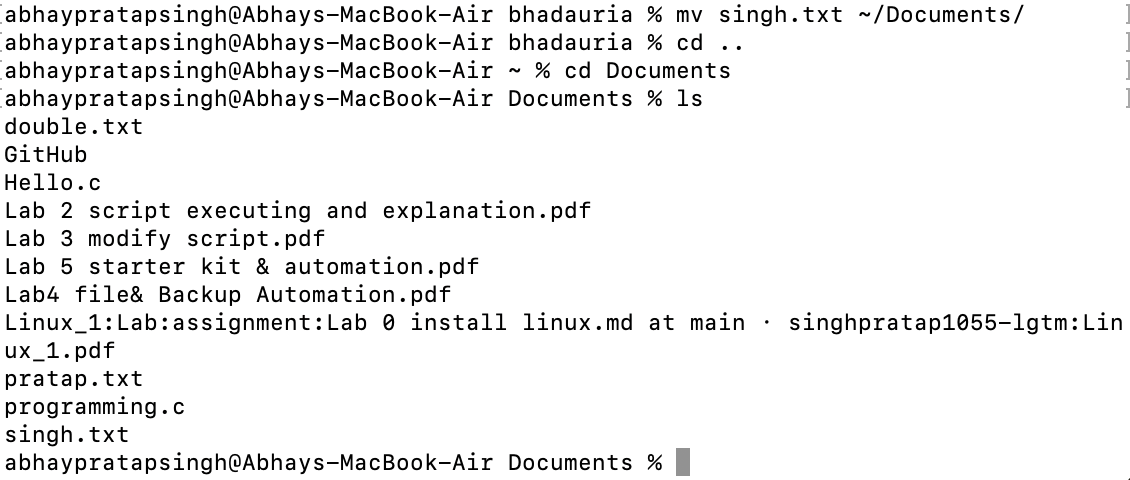 [abhaypratapsingh@Abhays-MacBook-Air bhadauria % mv singh.txt ~/Documents/ ]
[abhaypratapsingh@Abhays-MacBook-Air bhadauria % cd .. ]
[abhaypratapsingh@Abhays-MacBook-Air ~ % cd Documents ]
[abhaypratapsingh@Abhays-MacBook-Air Documents % ls ]
double.txt
GitHub
Hello.c
Lab 2 script executing and explanation.pdf
Lab 3 modify script.pdf
Lab 5 starter kit & automation.pdf
Lab4 file& Backup Automation.pdf
Linux_1:Lab:assignment:Lab 0 install linux.md at main · singhpratap1055-lgtm:Lin
ux_1.pdf
pratap.txt
programming.c
singh.txt
abhaypratapsingh@Abhays-MacBook-Air Documents %